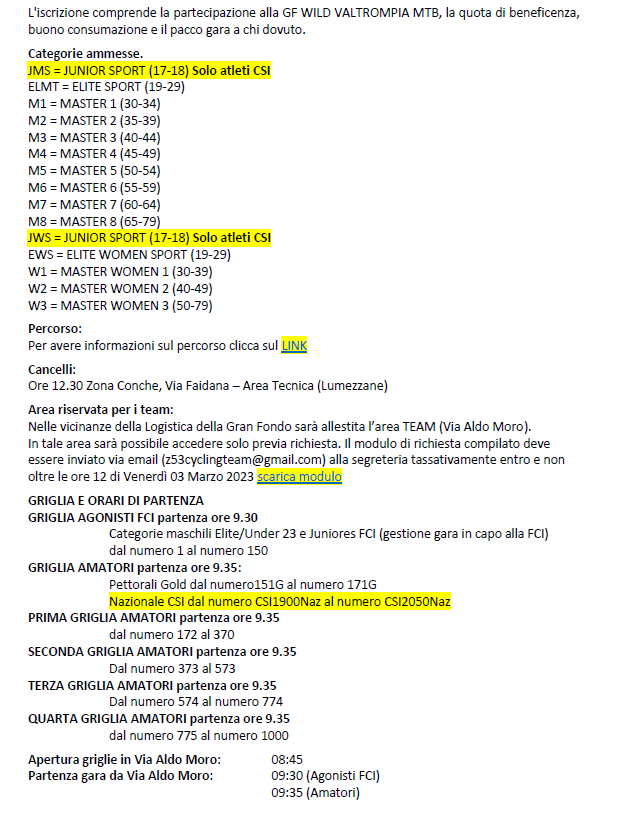 L'iscrizione comprende la partecipazione alla GF WILD VALTROMPIA MTB, la quota di beneficenza,
buono consumazione e il pacco gara a chi dovuto.
Categorie ammesse.
JMS = JUNIOR SPORT (17-18) Solo atleti CSI
ELMT = ELITE SPORT (19-29)
M1 = MASTER 1 (30-34)
M2 = MASTER 2 (35-39)
M3 = MASTER 3 (40-44)
M4 = MASTER 4 (45-49)
M5 = MASTER 5 (50-54)
M6 = MASTER 6 (55-59)
M7 = MASTER 7 (60-64)
M8 = MASTER 8 (65-79)
JWS = JUNIOR SPORT (17-18) Solo atleti CSI
EWS = ELITE WOMEN SPORT (19-29)
W1 = MASTER WOMEN 1 (30-39)
W2 = MASTER WOMEN 2 (40-49)
W3 = MASTER WOMEN 3 (50-79)
Percorso:
Per avere informazioni sul percorso clicca sul LINK
Cancelli:
Ore 12.30 Zona Conche, Via Faidana – Area Tecnica (Lumezzane)
Area riservata per i team:
Nelle vicinanze della Logistica della Gran Fondo sarà allestita l’area TEAM (Via Aldo Moro).
In tale area sarà possibile accedere solo previa richiesta. Il modulo di richiesta compilato deve
essere inviato via email (z53cyclingteam@gmail.com) alla segreteria tassativamente entro e non
oltre le ore 12 di Venerdì 03 Marzo 2023 scarica modulo
GRIGLIA E ORARI DI PARTENZA
GRIGLIA AGONISTI FCI partenza ore 9.30
Categorie maschili Elite/Under 23 e Juniores FCI (gestione gara in capo alla FCI)
dal numero 1 al numero 150
GRIGLIA AMATORI partenza ore 9.35:
Pettorali Gold dal numero151G al numero 171G
Nazionale CSI dal numero CSI1900Naz al numero CSI2050Naz
PRIMA GRIGLIA AMATORI partenza ore 9.35
dal numero 172 al 370
SECONDA GRIGLIA AMATORI partenza ore 9.35
Dal numero 373 al 573
TERZA GRIGLIA AMATORI partenza ore 9.35
Dal numero 574 al numero 774
QUARTA GRIGLIA AMATORI partenza ore 9.35
dal numero 775 al numero 1000
Apertura griglie in Via Aldo Moro: 08:45
Partenza gara da Via Aldo Moro: 09:30 (Agonisti FCI)
09:35 (Amatori)